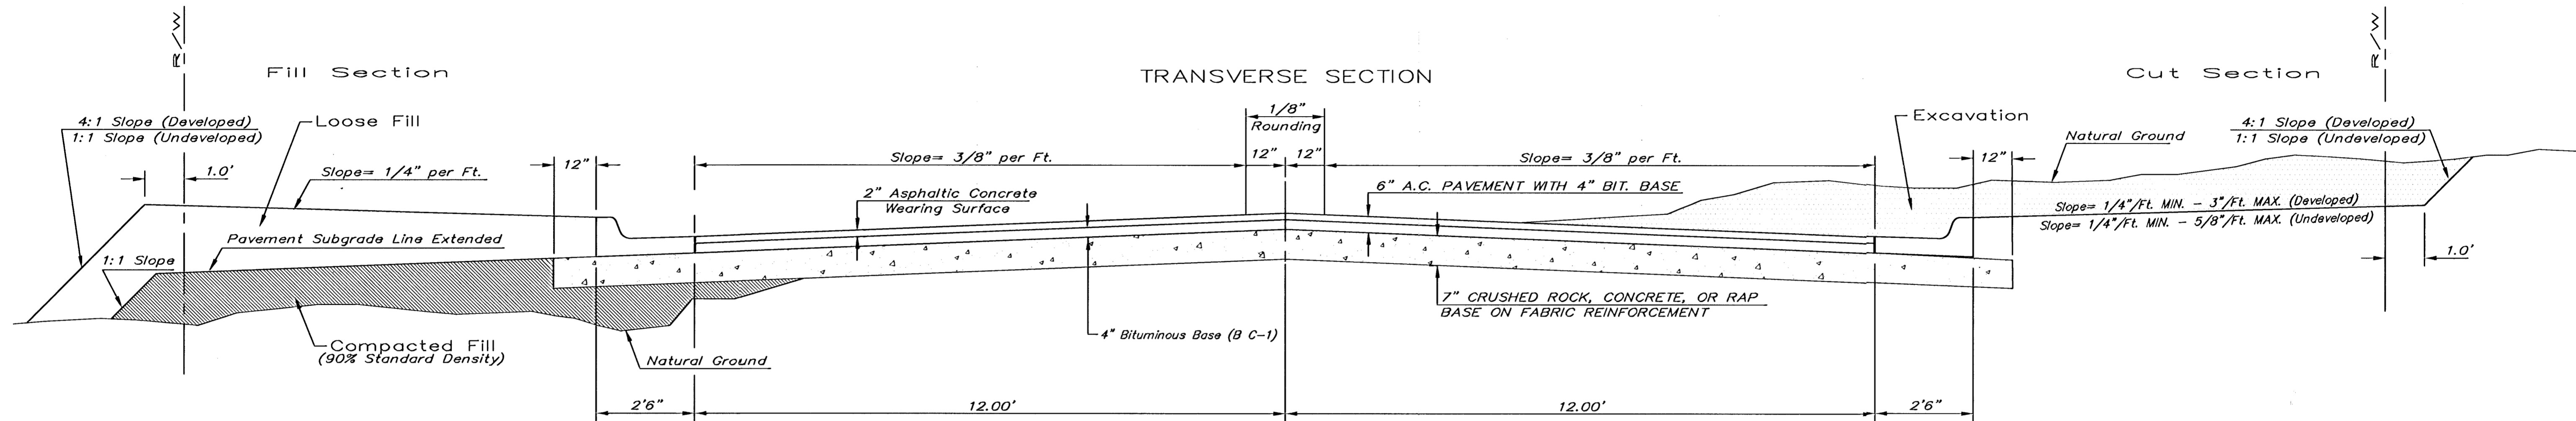 R/W
R/W
Fill Section
TRANSVERSE SECTION
Cut Section
4:1 Slope (Developed)
1:1 Slope (Undeveloped)
Loose Fill
1/8"
Rounding
Excavation
Natural Ground
4:1 Slope (Developed)
1:1 Slope (Undeveloped)
1.0'
Slope= 1/4" per Ft.
12"
Slope= 3/8" per Ft.
12"
12"
Slope= 3/8" per Ft.
12"
2" Asphaltic Concrete
Wearing Surface
6" A.C. PAVEMENT WITH 4" BIT. BASE
Slope= 1/4"/Ft. MIN. - 3"/Ft. MAX. (Developed)
Slope= 1/4"/Ft. MIN. - 5/8"/Ft. MAX. (Undeveloped)
Pavement Subgrade Line Extended
1:1 Slope
1.0'
7" CRUSHED ROCK, CONCRETE, OR RAP
BASE ON FABRIC REINFORCEMENT
4" Bituminous Base (B C-1)
Compacted Fill
(90% Standard Density)
Natural Ground
2'6"
12.00'
12.00'
2'6"